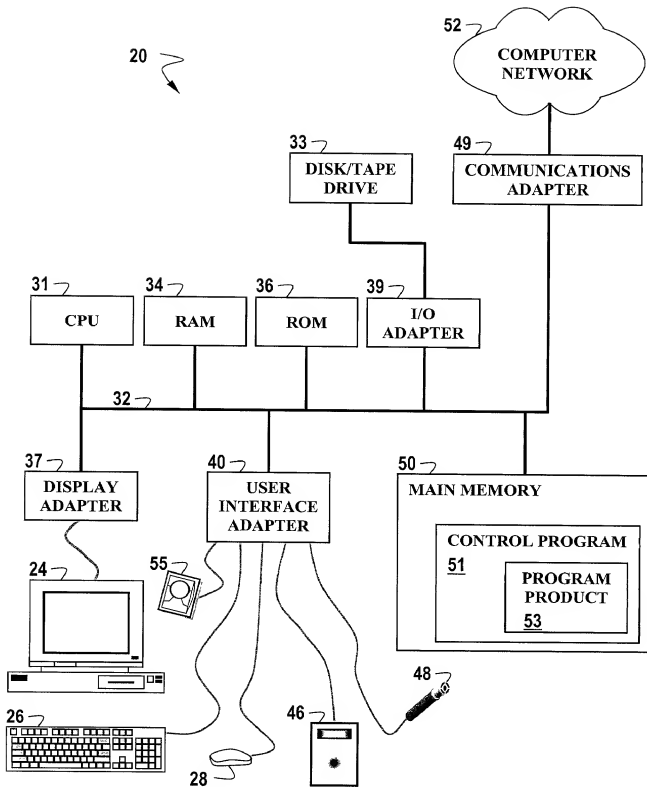 52
COMPUTER
NETWORK
20
33
DISK/TAPE
DRIVE
49
COMMUNICATIONS
ADAPTER
31
CPU
34
RAM
36
ROM
39
I/O
ADAPTER
32
37
DISPLAY
ADAPTER
40
USER
INTERFACE
ADAPTER
50
MAIN MEMORY
CONTROL PROGRAM
51
PROGRAM
PRODUCT
53
24
55
26
28
46
48